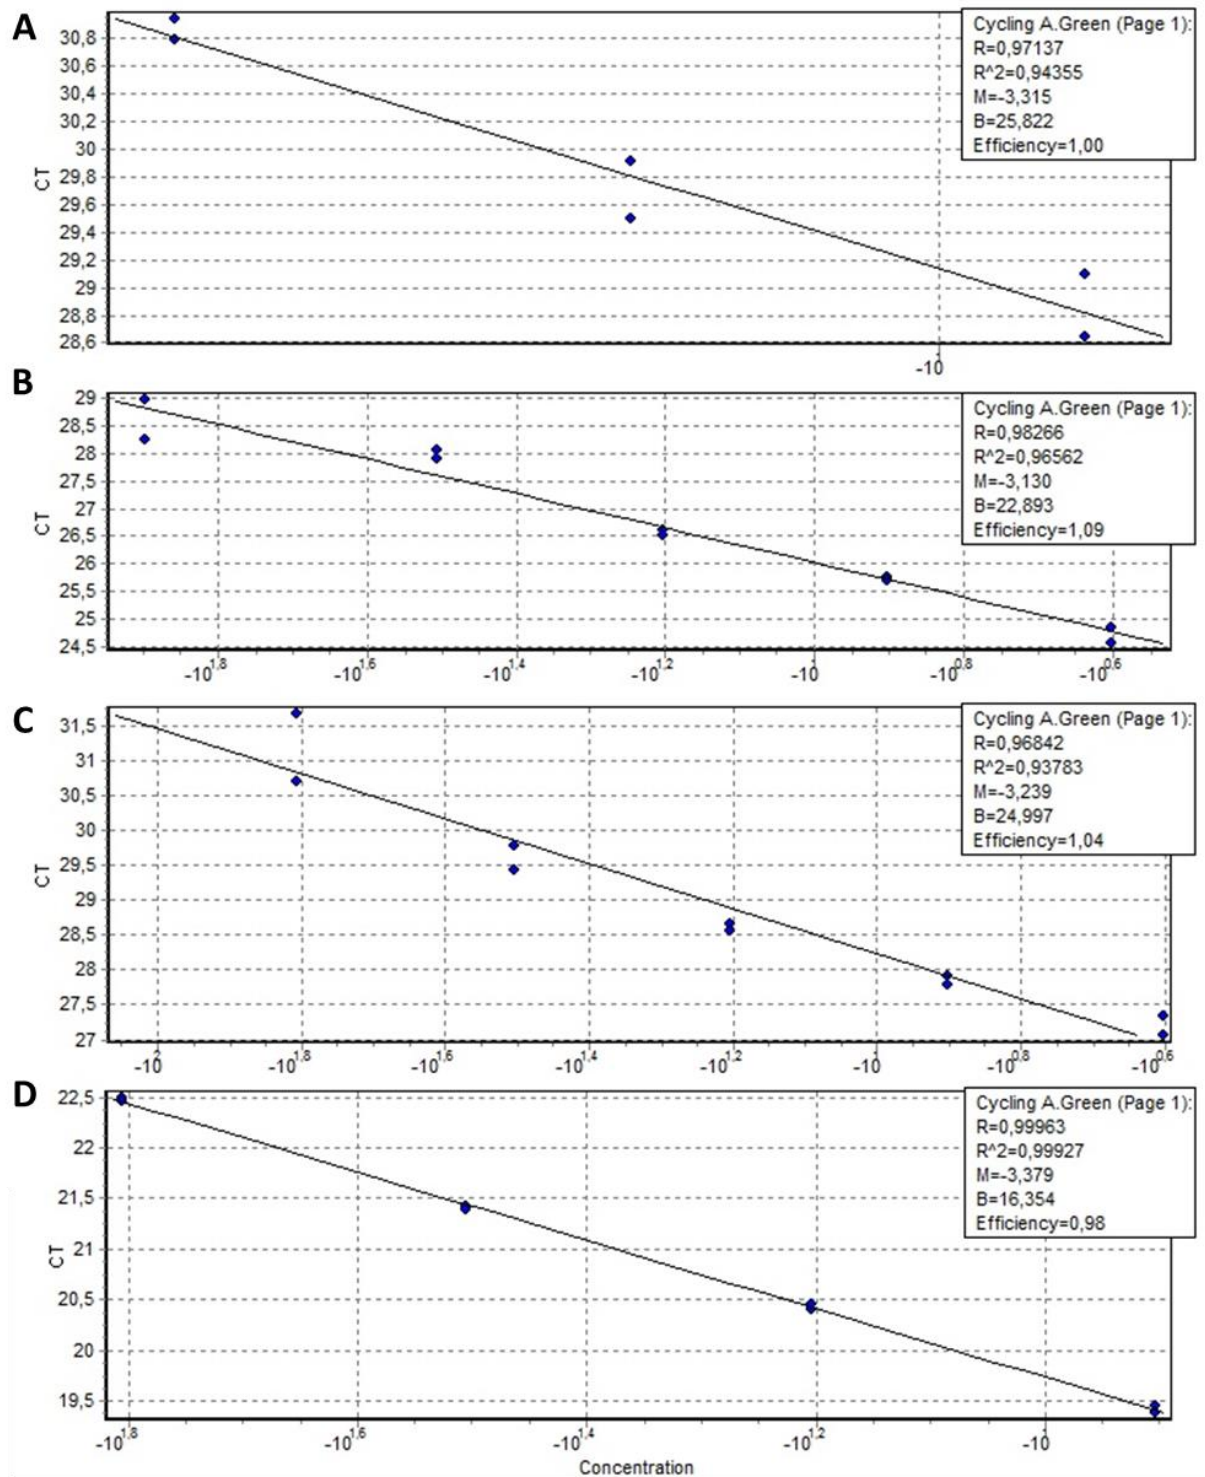 A
CT
30,8
30,6
30,4
30,2
30
29,8
29,6
29,4
29,2
29
28,8
28,6
-10
Cycling A.Green (Page 1):
R=0,97137
R^2=0,94355
M=-3,315
B=25,822
Efficiency=1,00
B
CT
29
28,5
28
27,5
27
26,5
26
25,5
25
24,5
-10^1,8 -10^1,6 -10^1,4 -10^1,2 -10 -10^0,8 -10^0,6
Cycling A.Green (Page 1):
R=0,98266
R^2=0,96562
M=-3,130
B=22,893
Efficiency=1,09
C
CT
31,5
31
30,5
30
29,5
29
28,5
28
27,5
27
-10^2 -10^1,8 -10^1,6 -10^1,4 -10^1,2 -10 -10^0,8 -10^0,6
Cycling A.Green (Page 1):
R=0,96842
R^2=0,93783
M=-3,239
B=24,997
Efficiency=1,04
D
CT
22,5
22
21,5
21
20,5
20
19,5
-10^1,8 -10^1,6 -10^1,4 -10^1,2 -10
Concentration
Cycling A.Green (Page 1):
R=0,99963
R^2=0,99927
M=-3,379
B=16,354
Efficiency=0,98